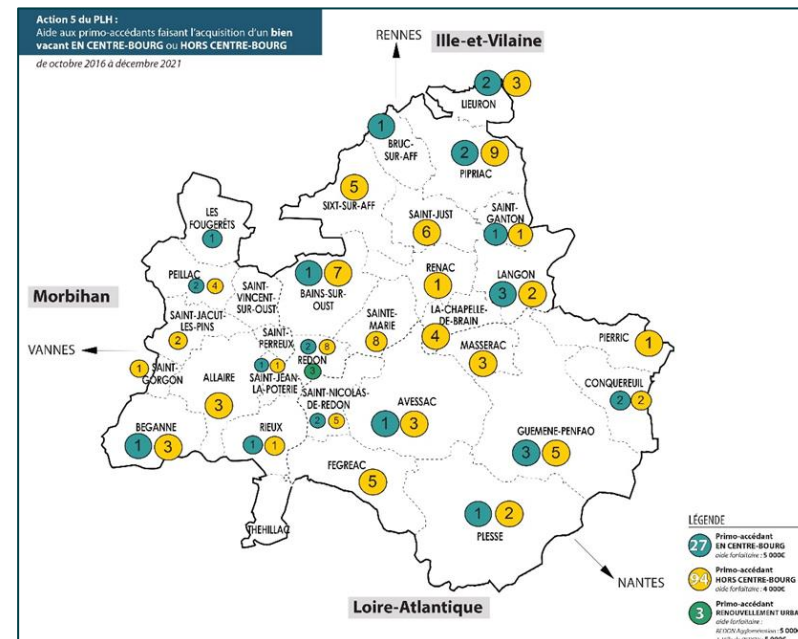 Action 5 du PLH :
Aide aux primo-accédants faisant l'acquisition d'un bien
vacant EN CENTRE-BOURG ou HORS CENTRE-BOURG
de octobre 2016 à décembre 2021
RENNES
Ille-et-Vilaine
2 3
LIEURON
1
BRUC-
SUR-AFF
2 9
PIPRIAC
5
SIXT-SUR-AFF
SAINT-JUST
6
SAINT-
GANTON
1 1
LES
FOUGERÊTS
1
PEILLAC
2 4
Morbihan
SAINT-
VINCENT
SUR-OUST
1 7
BAINS-SUR-
OUST
RENAC
1
LANGON
3 2
SAINT-JACUT-
LES-PINS
2
SAINTE-
MARIE
8
LA-CHAPELLE-
DE-BRAIN
4
MASSERAC
3
PIERRIC
1
VANNES
1
SAINT-
GORGON
SAINT-
PERREUX
2 8
REDON
3
1 1
SAINT-JEAN-
LA-POTERIE
ALLAIRE
3
SAINT-NICOLAS-
DE-REDON
2 5
AVESSAC
1 3
CONQUEREUIL
2 2
BEGANNE
1 3
RIEUX
1 1
GUEMENE-PENFAO
3 5
FEGREAC
5
THEHILLAC
1 2
PLESSE
NANTES
Loire-Atlantique
LÉGENDE
27
Primo-accédant
EN CENTRE-BOURG
aide forfaitaire : 5 000€
94
Primo-accédant
HORS CENTRE-BOURG
aide forfaitaire : 4 000€
3
Primo-accédant
RENOUVELLEMENT URBA
aide forfaitaire :
REDON Agglomération : 5 000